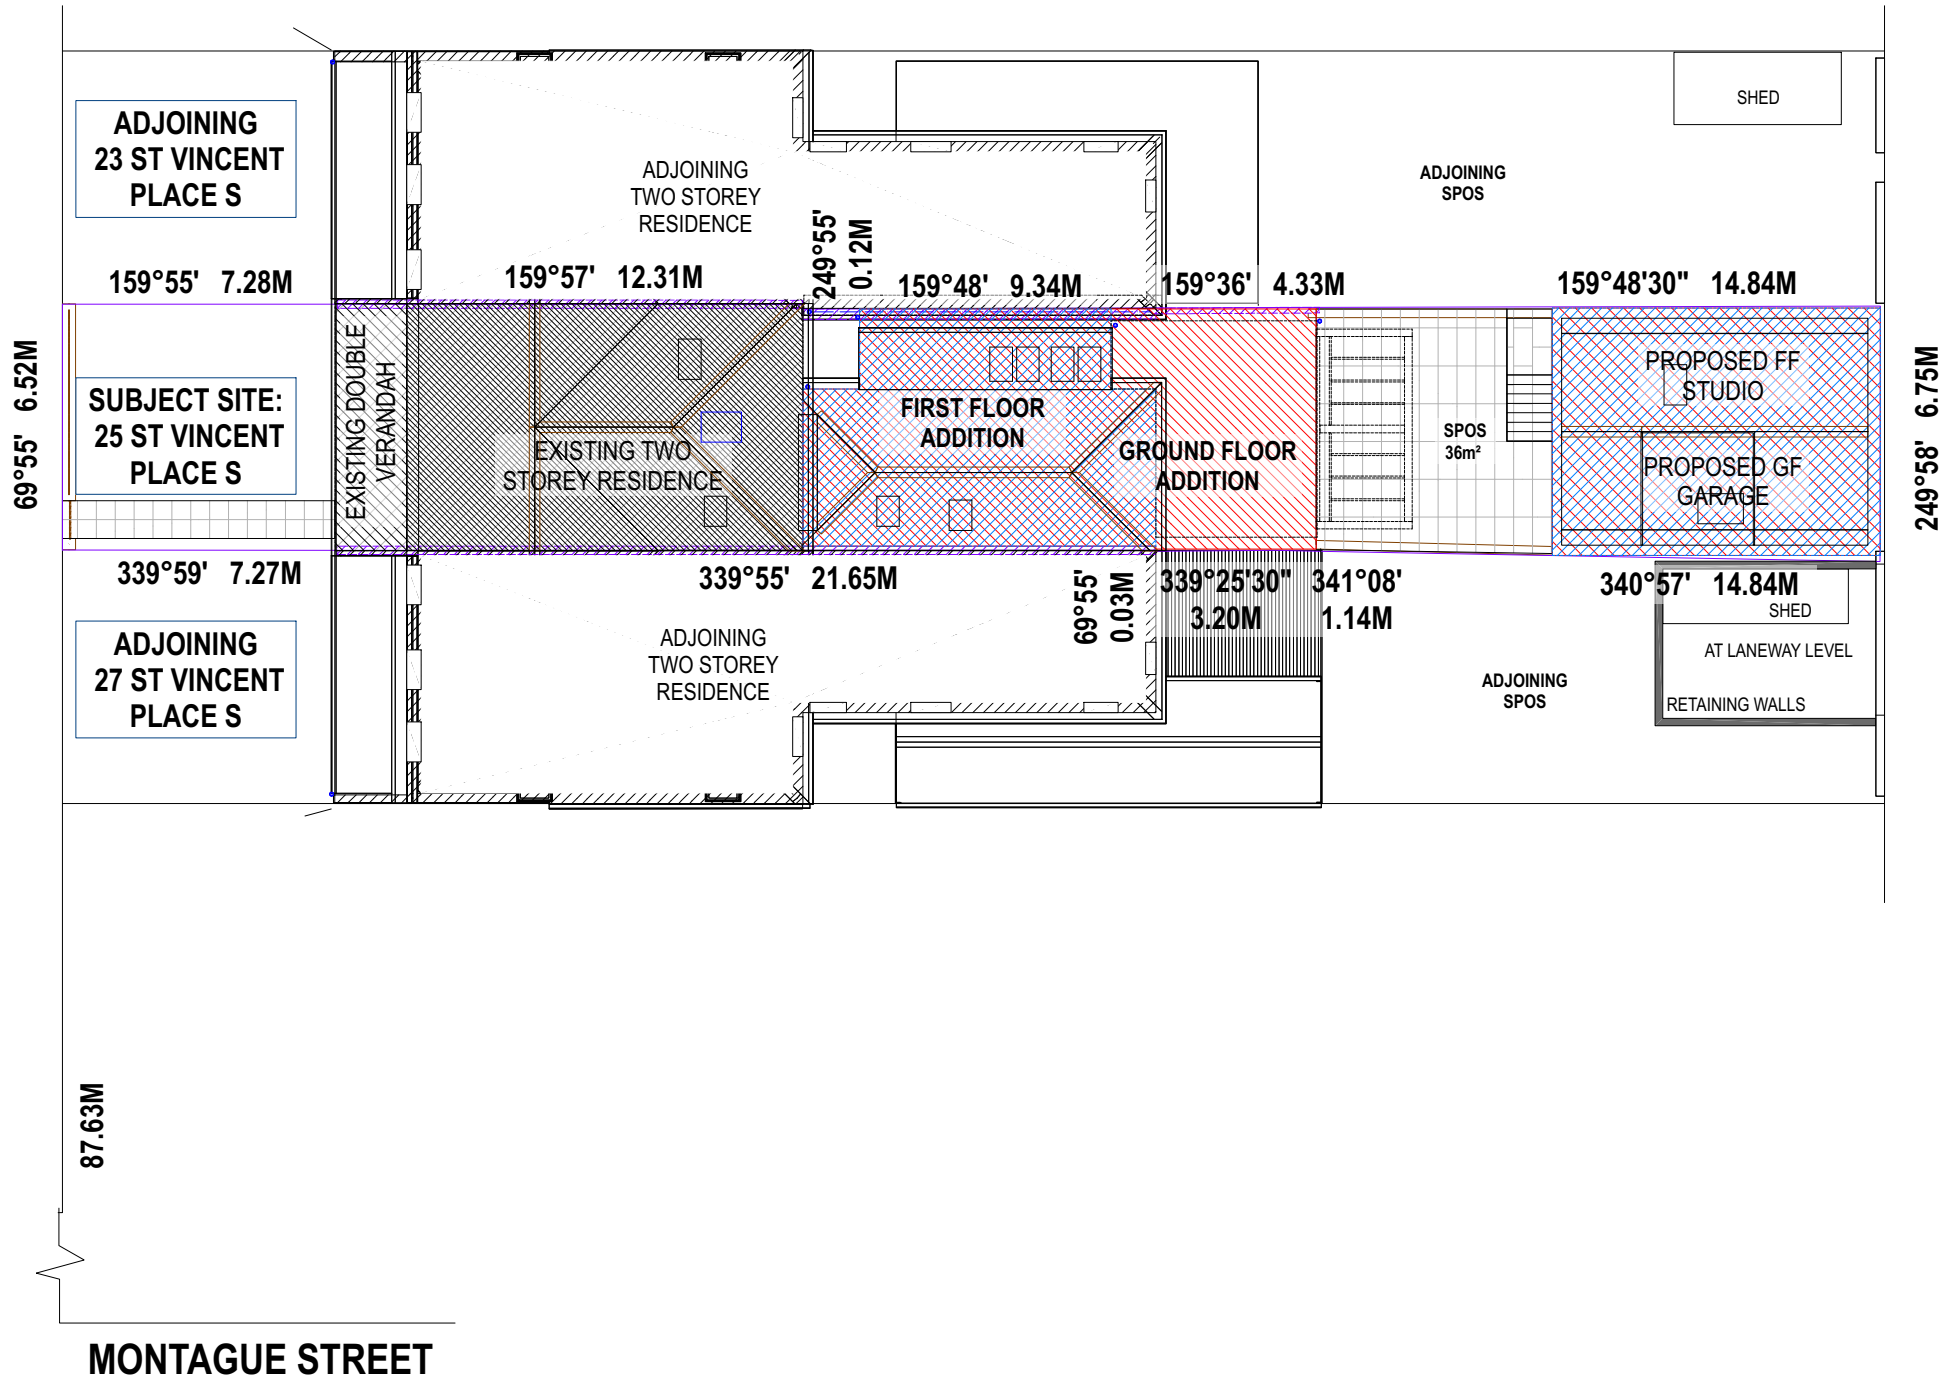 ADJOINING
23 ST VINCENT
PLACE S
SHED
ADJOINING
TWO STOREY
RESIDENCE
ADJOINING
SPOS
159°55' 7.28M
159°57' 12.31M
249°55'
0.12M
159°48' 9.34M
159°36' 4.33M
159°48'30" 14.84M
69°55' 6.52M
SUBJECT SITE:
25 ST VINCENT
PLACE S
EXISTING DOUBLE
VERANDAH
EXISTING TWO
STOREY RESIDENCE
FIRST FLOOR
ADDITION
GROUND FLOOR
ADDITION
SPOS
36m²
PROPOSED FF
STUDIO
PROPOSED GF
GARAGE
249°58' 6.75M
339°59' 7.27M
339°55' 21.65M
69°55'
0.03M
339°25'30"
3.20M
341°08'
1.14M
340°57' 14.84M
SHED
AT LANEWAY LEVEL
RETAINING WALLS
ADJOINING
27 ST VINCENT
PLACE S
ADJOINING
TWO STOREY
RESIDENCE
ADJOINING
SPOS
87.63M
MONTAGUE STREET